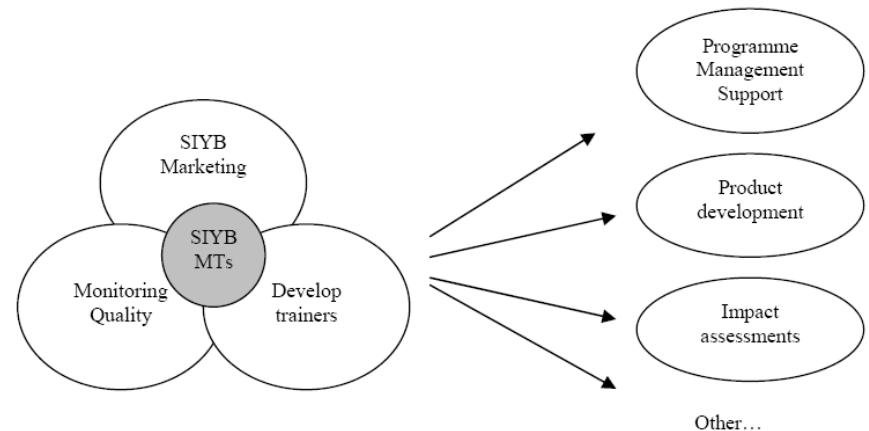 SIYB
Marketing
SIYB
MTs
Monitoring
Quality
Develop
trainers
Programme
Management
Support
Product
development
Impact
assessments
Other…